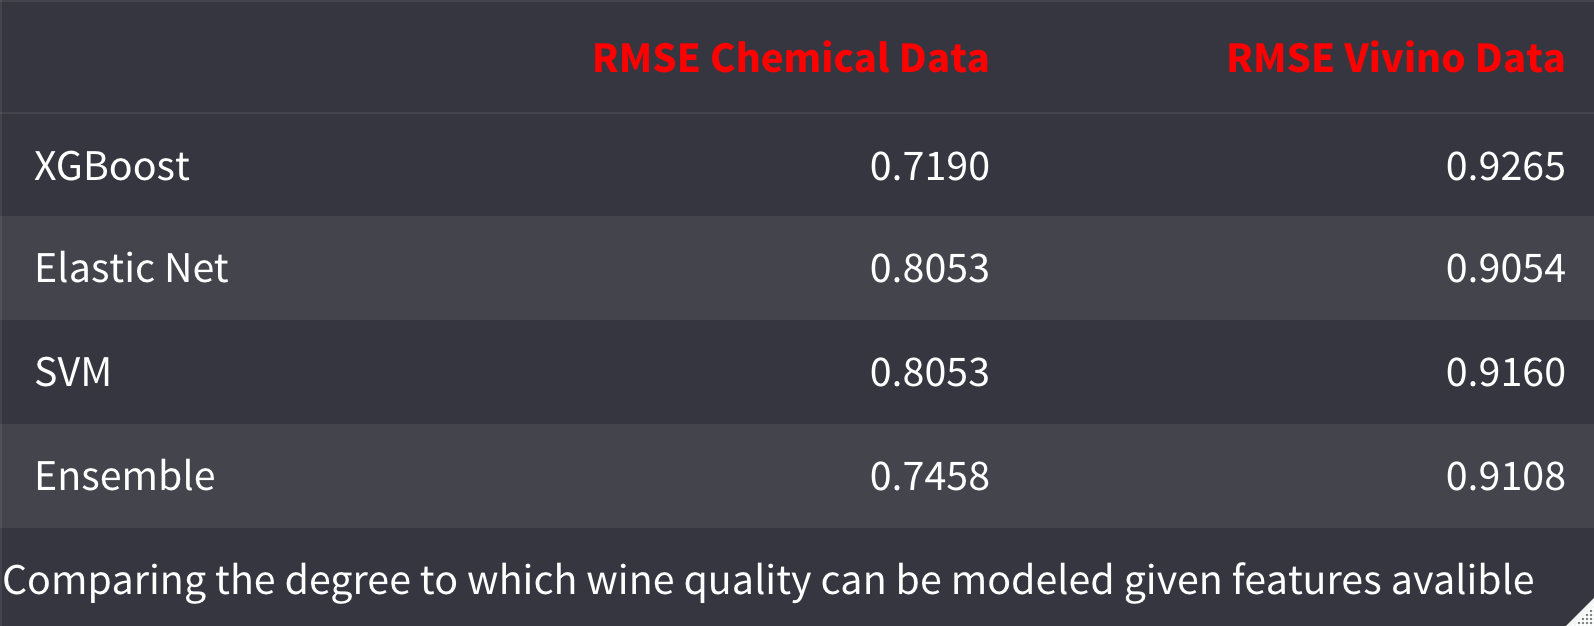 RMSE Chemical Data RMSE Vivino Data
XGBoost 0.7190 0.9265
Elastic Net 0.8053 0.9054
SVM 0.8053 0.9160
Ensemble 0.7458 0.9108
Comparing the degree to which wine quality can be modeled given features avalible